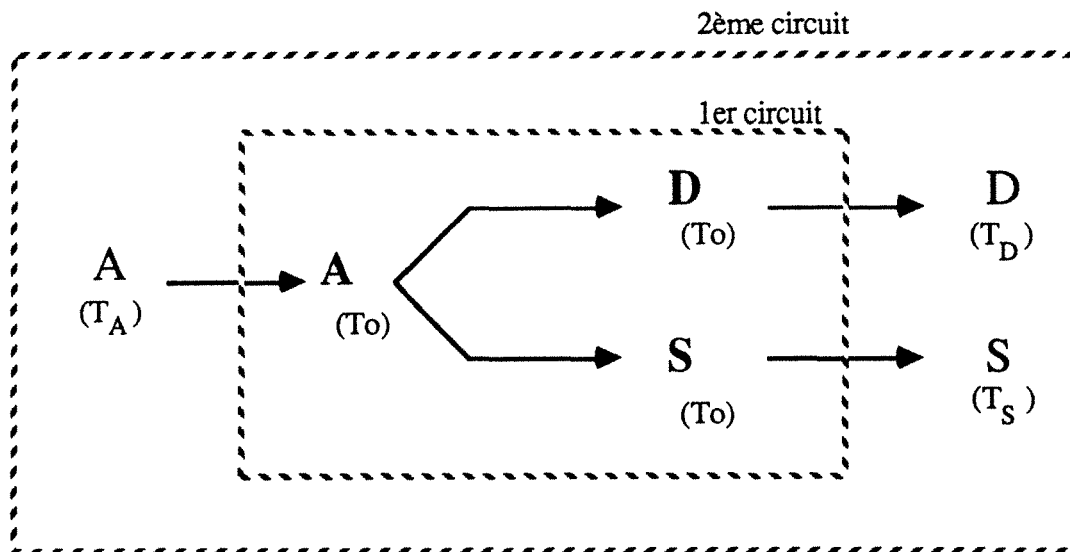 2ème circuit
1er circuit
D
(To)
D
(T_D)
A
(T_A)
A
(To)
S
(To)
S
(T_S)